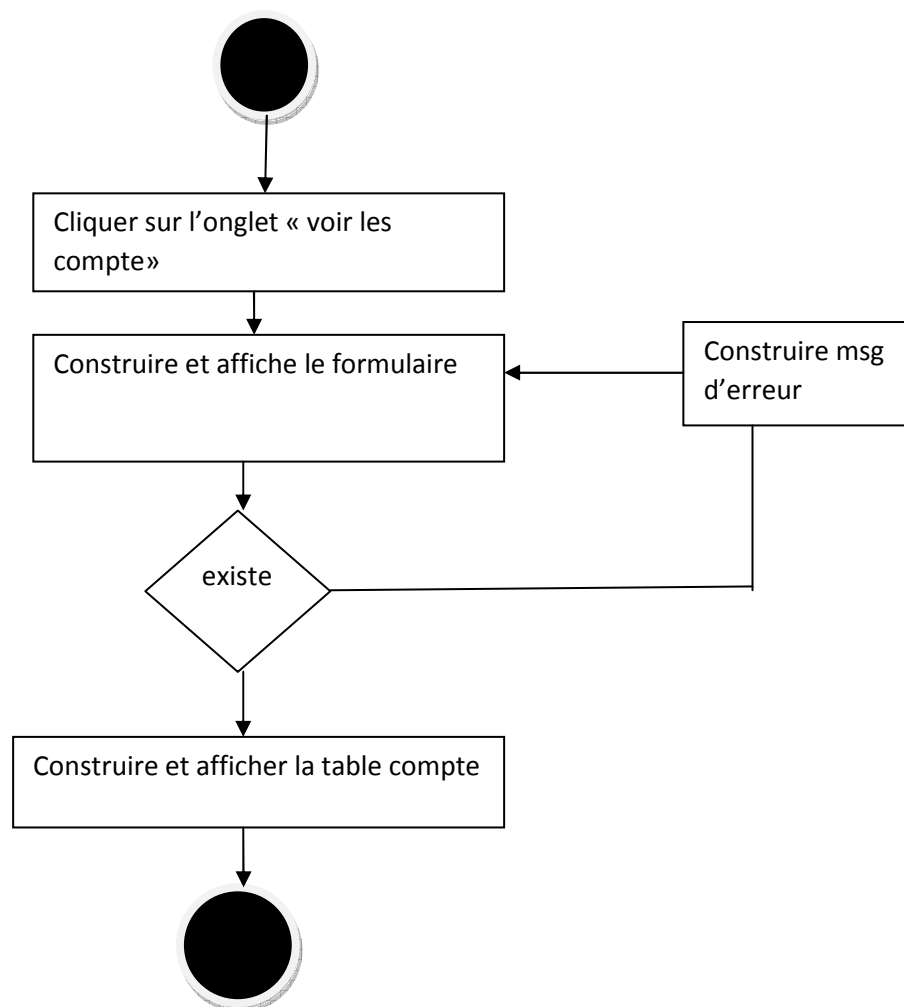 Cliquer sur l’onglet « voir les
compte»
Construire et affiche le formulaire
Construire msg
d’erreur
existe
Construire et afficher la table compte